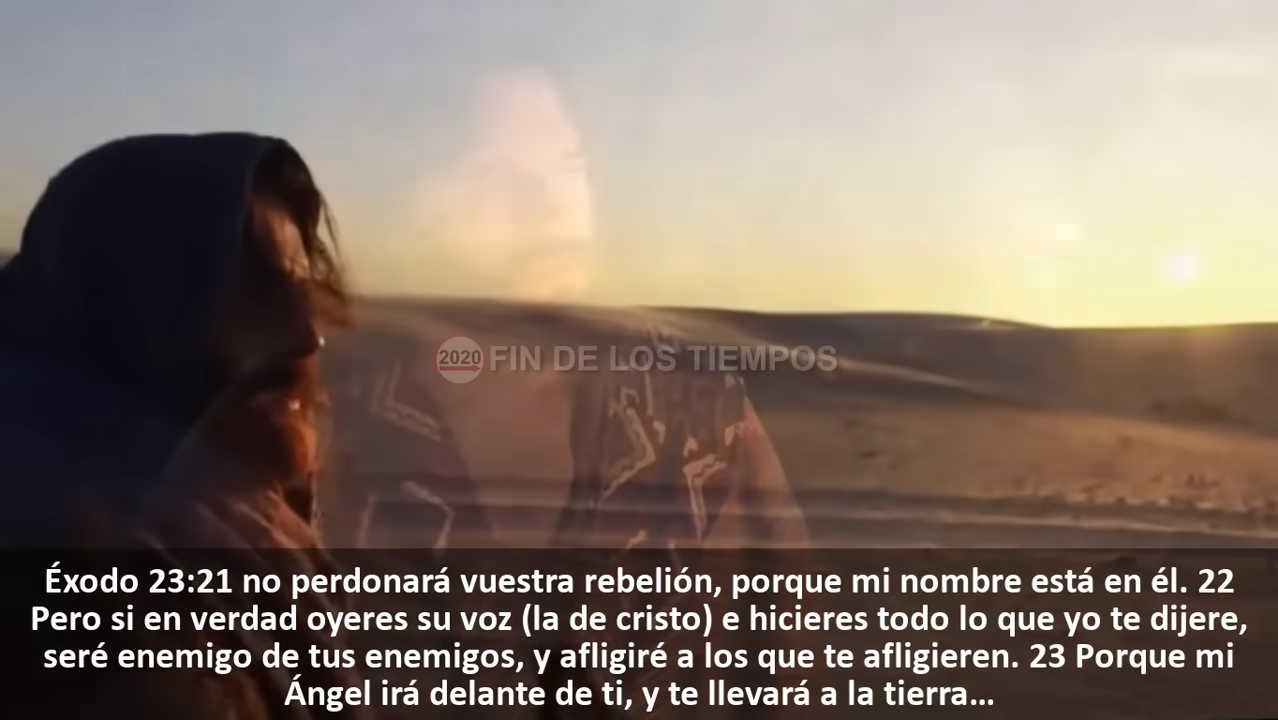 2020 FIN DE LOS TIEMPOS
Éxodo 23:21 no perdonará vuestra rebelión, porque mi nombre está en él. 22
Pero si en verdad oyeres su voz (la de cristo) e hicieres todo lo que yo te dijere,
seré enemigo de tus enemigos, y afligiré a los que te afligieren. 23 Porque mi
Ángel irá delante de ti, y te llevará a la tierra...